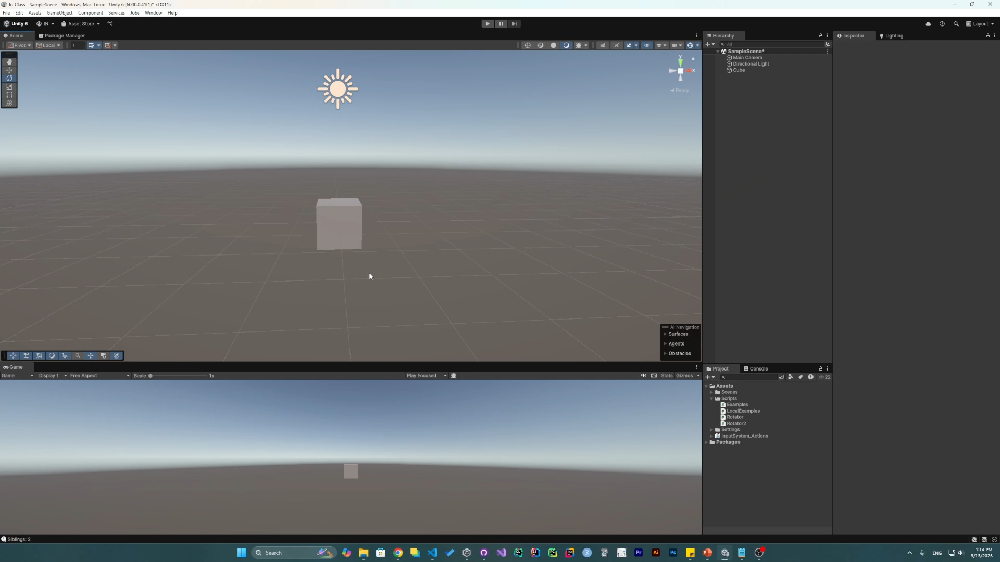 In-Class - SampleScene - Windows, Mac, Linux - Unity 6 (6000.0.41f1)* <DX11>
File Edit Assets GameObject Component Services Jobs Window Help
Unity 6 IN Asset Store Layout
Scene Package Manager
Pivot Local 1
2D
y
x
Persp
AI Navigation
Surfaces
Agents
Obstacles
Game
Game Display 1 Free Aspect Scale 1x Play Focused Stats Gizmos
Hierarchy
All
SampleScene*
Main Camera
Directional Light
Cube
Inspector Lighting
Project Console
22
Assets
Scenes
Scripts
Examples
LocalExamples
Rotator
Rotator2
Settings
InputSystem_Actions
Packages
Siblings: 2
Search
ENG
1:14 PM
3/13/2025